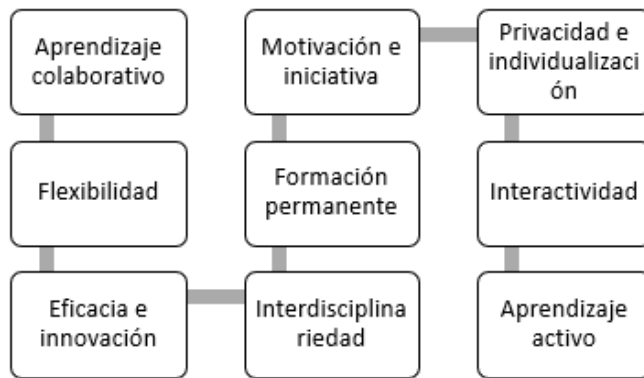 Aprendizaje
colaborativo
Flexibilidad
Eficacia e
innovación
Interdisciplina
riedad
Formación
permanente
Motivación e
iniciativa
Privacidad e
individualizaci
ón
Interactividad
Aprendizaje
activo